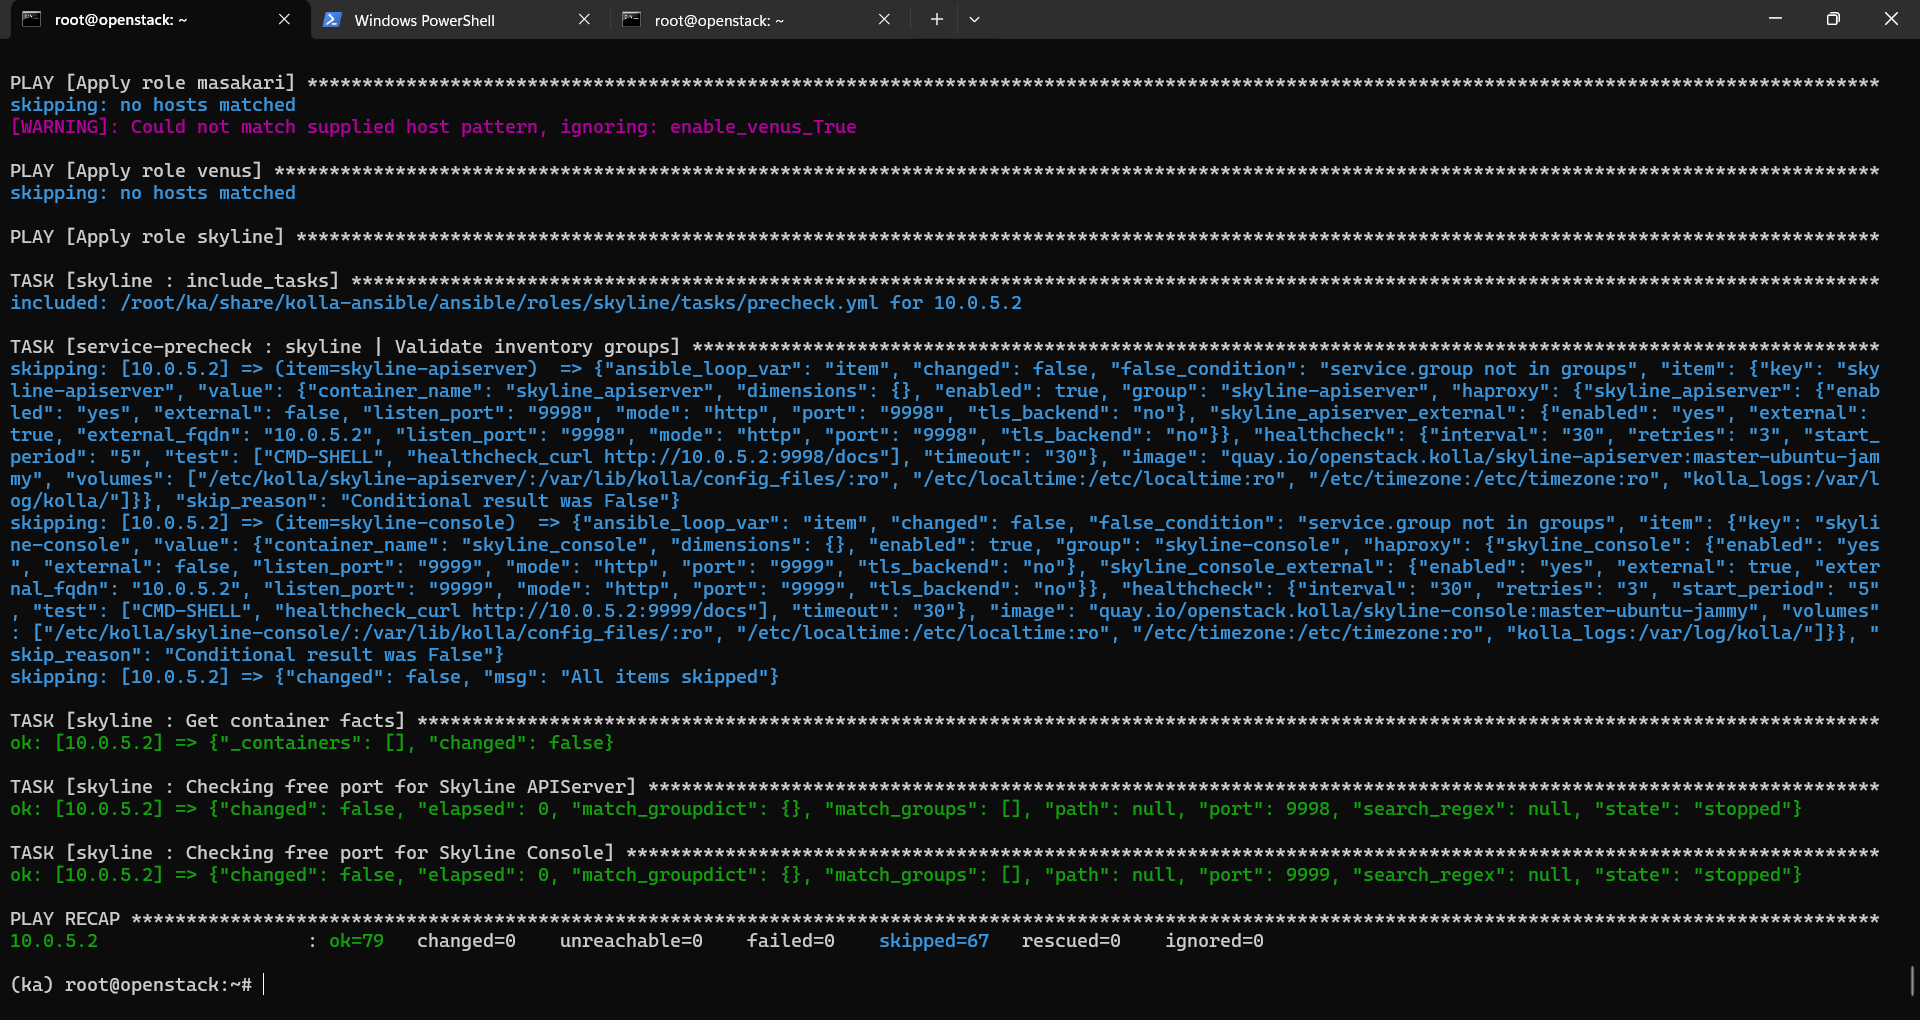 root@openstack: ~
Windows PowerShell
root@openstack: ~
PLAY [Apply role masakari] ***********************************************************************************************************************************************
skipping: no hosts matched
[WARNING]: Could not match supplied host pattern, ignoring: enable_venus_True
PLAY [Apply role venus] **************************************************************************************************************************************************
skipping: no hosts matched
PLAY [Apply role skyline] ************************************************************************************************************************************************
TASK [skyline : include_tasks] *******************************************************************************************************************************************
included: /root/ka/share/kolla-ansible/ansible/roles/skyline/tasks/precheck.yml for 10.0.5.2
TASK [service-precheck : skyline | Validate inventory groups] ************************************************************************************************************
skipping: [10.0.5.2] => (item=skyline-apiserver)  => {"ansible_loop_var": "item", "changed": false, "false_condition": "service.group not in groups", "item": {"key": "sky
line-apiserver", "value": {"container_name": "skyline_apiserver", "dimensions": {}, "enabled": true, "group": "skyline-apiserver", "haproxy": {"skyline_apiserver": {"enab
led": "yes", "external": false, "listen_port": "9998", "mode": "http", "port": "9998", "tls_backend": "no"}, "skyline_apiserver_external": {"enabled": "yes", "external":
true, "external_fqdn": "10.0.5.2", "listen_port": "9998", "mode": "http", "port": "9998", "tls_backend": "no"}}, "healthcheck": {"interval": "30", "retries": "3", "start_
period": "5", "test": ["CMD-SHELL", "healthcheck_curl http://10.0.5.2:9998/docs"], "timeout": "30"}, "image": "quay.io/openstack.kolla/skyline-apiserver:master-ubuntu-jam
my", "volumes": ["/etc/kolla/skyline-apiserver/:/var/lib/kolla/config_files/:ro", "/etc/localtime:/etc/localtime:ro", "/etc/timezone:/etc/timezone:ro", "kolla_logs:/var/l
og/kolla/"]}}, "skip_reason": "Conditional result was False"}
skipping: [10.0.5.2] => (item=skyline-console)  => {"ansible_loop_var": "item", "changed": false, "false_condition": "service.group not in groups", "item": {"key": "skyli
ne-console", "value": {"container_name": "skyline_console", "dimensions": {}, "enabled": true, "group": "skyline-console", "haproxy": {"skyline_console": {"enabled": "yes
", "external": false, "listen_port": "9999", "mode": "http", "port": "9999", "tls_backend": "no"}, "skyline_console_external": {"enabled": "yes", "external": true, "exter
nal_fqdn": "10.0.5.2", "listen_port": "9999", "mode": "http", "port": "9999", "tls_backend": "no"}}, "healthcheck": {"interval": "30", "retries": "3", "start_period": "5"
, "test": ["CMD-SHELL", "healthcheck_curl http://10.0.5.2:9999/docs"], "timeout": "30"}, "image": "quay.io/openstack.kolla/skyline-console:master-ubuntu-jammy", "volumes"
: ["/etc/kolla/skyline-console/:/var/lib/kolla/config_files/:ro", "/etc/localtime:/etc/localtime:ro", "/etc/timezone:/etc/timezone:ro", "kolla_logs:/var/log/kolla/"]}}, "
skip_reason": "Conditional result was False"}
skipping: [10.0.5.2] => {"changed": false, "msg": "All items skipped"}
TASK [skyline : Get container facts] *************************************************************************************************************************************
ok: [10.0.5.2] => {"_containers": [], "changed": false}
TASK [skyline : Checking free port for Skyline APIServer] ****************************************************************************************************************
ok: [10.0.5.2] => {"changed": false, "elapsed": 0, "match_groupdict": {}, "match_groups": [], "path": null, "port": 9998, "search_regex": null, "state": "stopped"}
TASK [skyline : Checking free port for Skyline Console] ******************************************************************************************************************
ok: [10.0.5.2] => {"changed": false, "elapsed": 0, "match_groupdict": {}, "match_groups": [], "path": null, "port": 9999, "search_regex": null, "state": "stopped"}
PLAY RECAP ***************************************************************************************************************************************************************
10.0.5.2                   : ok=79   changed=0    unreachable=0    failed=0    skipped=67   rescued=0    ignored=0
(ka) root@openstack:~#